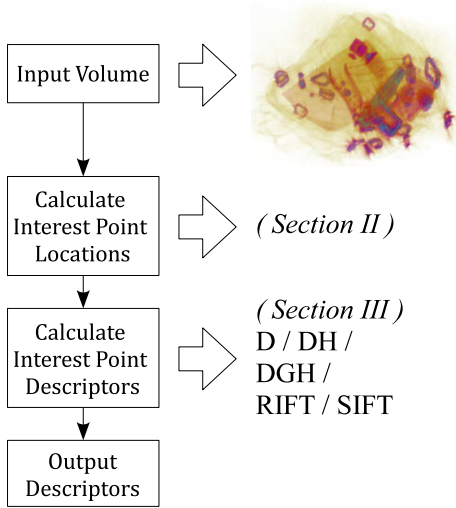 Input Volume
Calculate
Interest Point
Locations
( Section II )
Calculate
Interest Point
Descriptors
( Section III )
D / DH /
DGH /
RIFT / SIFT
Output
Descriptors